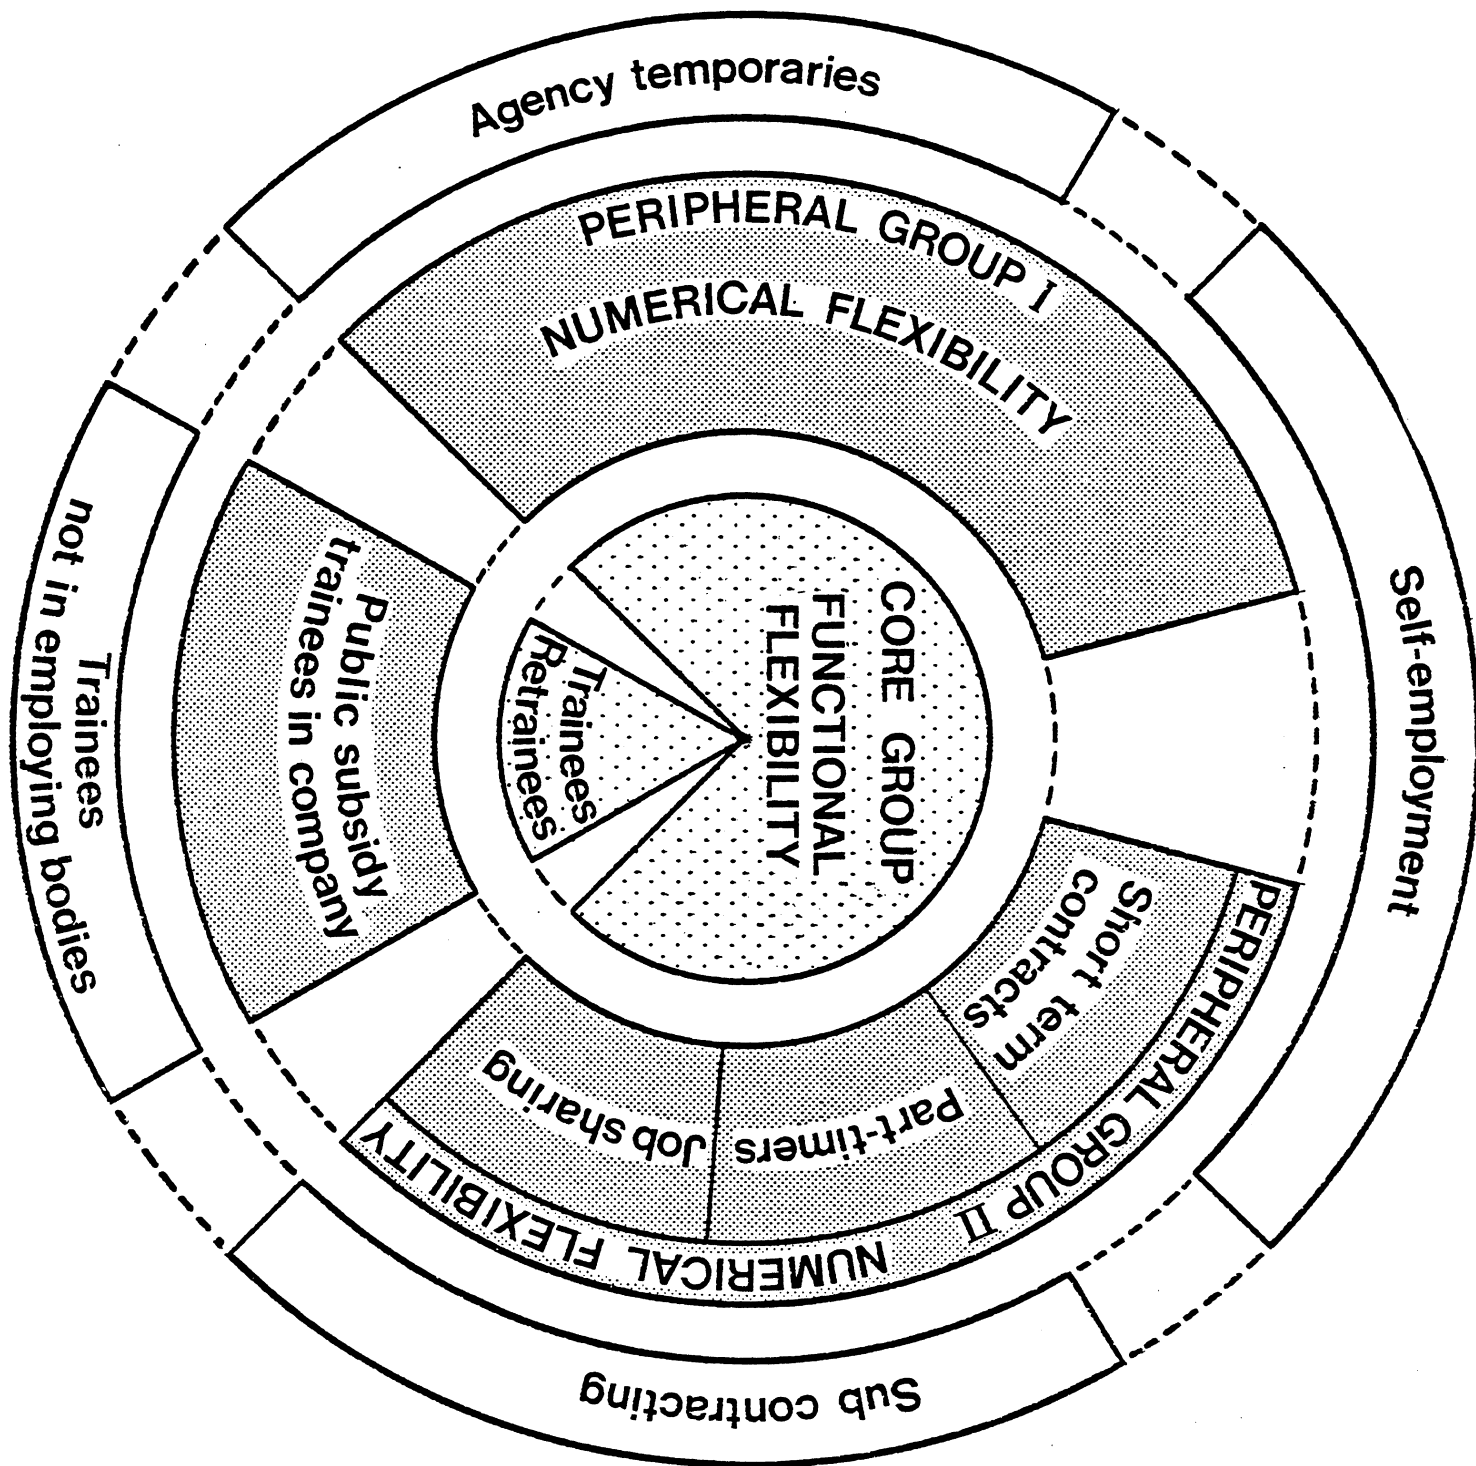 Agency temporaries
PERIPHERAL GROUP I
NUMERICAL FLEXIBILITY
Self-employment
CORE GROUP
FUNCTIONAL
FLEXIBILITY
Trainees
Retrainees
Public subsidy
trainees in company
Trainees
not in employing bodies
Short term
contracts
Part-timers
Job sharing
PERIPHERAL GROUP II
NUMERICAL FLEXIBILITY
Sub contracting